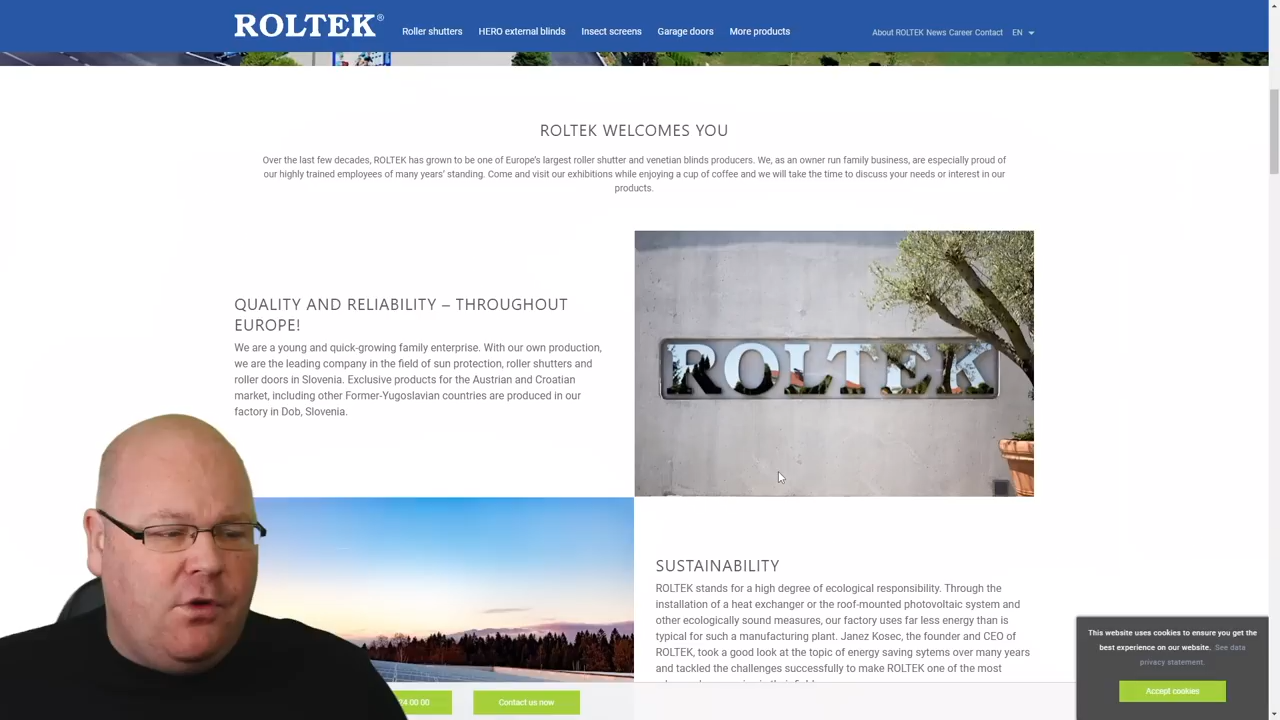 ROLTEK®
Roller shutters
HERO external blinds
Insect screens
Garage doors
More products
About ROLTEK News Career Contact
EN
ROLTEK WELCOMES YOU
Over the last few decades, ROLTEK has grown to be one of Europe's largest roller shutter and venetian blinds producers. We, as an owner run family business, are especially proud of
our highly trained employees of many years' standing. Come and visit our exhibitions while enjoying a cup of coffee and we will take the time to discuss your needs or interest in our
products.
QUALITY AND RELIABILITY – THROUGHOUT
EUROPE!
We are a young and quick-growing family enterprise. With our own production,
we are the leading company in the field of sun protection, roller shutters and
roller doors in Slovenia. Exclusive products for the Austrian and Croatian
market, including other Former-Yugoslavian countries are produced in our
factory in Dob, Slovenia.
ROLTEK
SUSTAINABILITY
ROLTEK stands for a high degree of ecological responsibility. Through the
installation of a heat exchanger or the roof-mounted photovoltaic system and
other ecologically sound measures, our factory uses far less energy than is
typical for such a manufacturing plant. Janez Kosec, the founder and CEO of
ROLTEK, took a good look at the topic of energy saving sytems over many years
and tackled the challenges successfully to make ROLTEK one of the most
24 00 00
Contact us now
This website uses cookies to ensure you get the
best experience on our website. See data
privacy statement.
Accept cookies